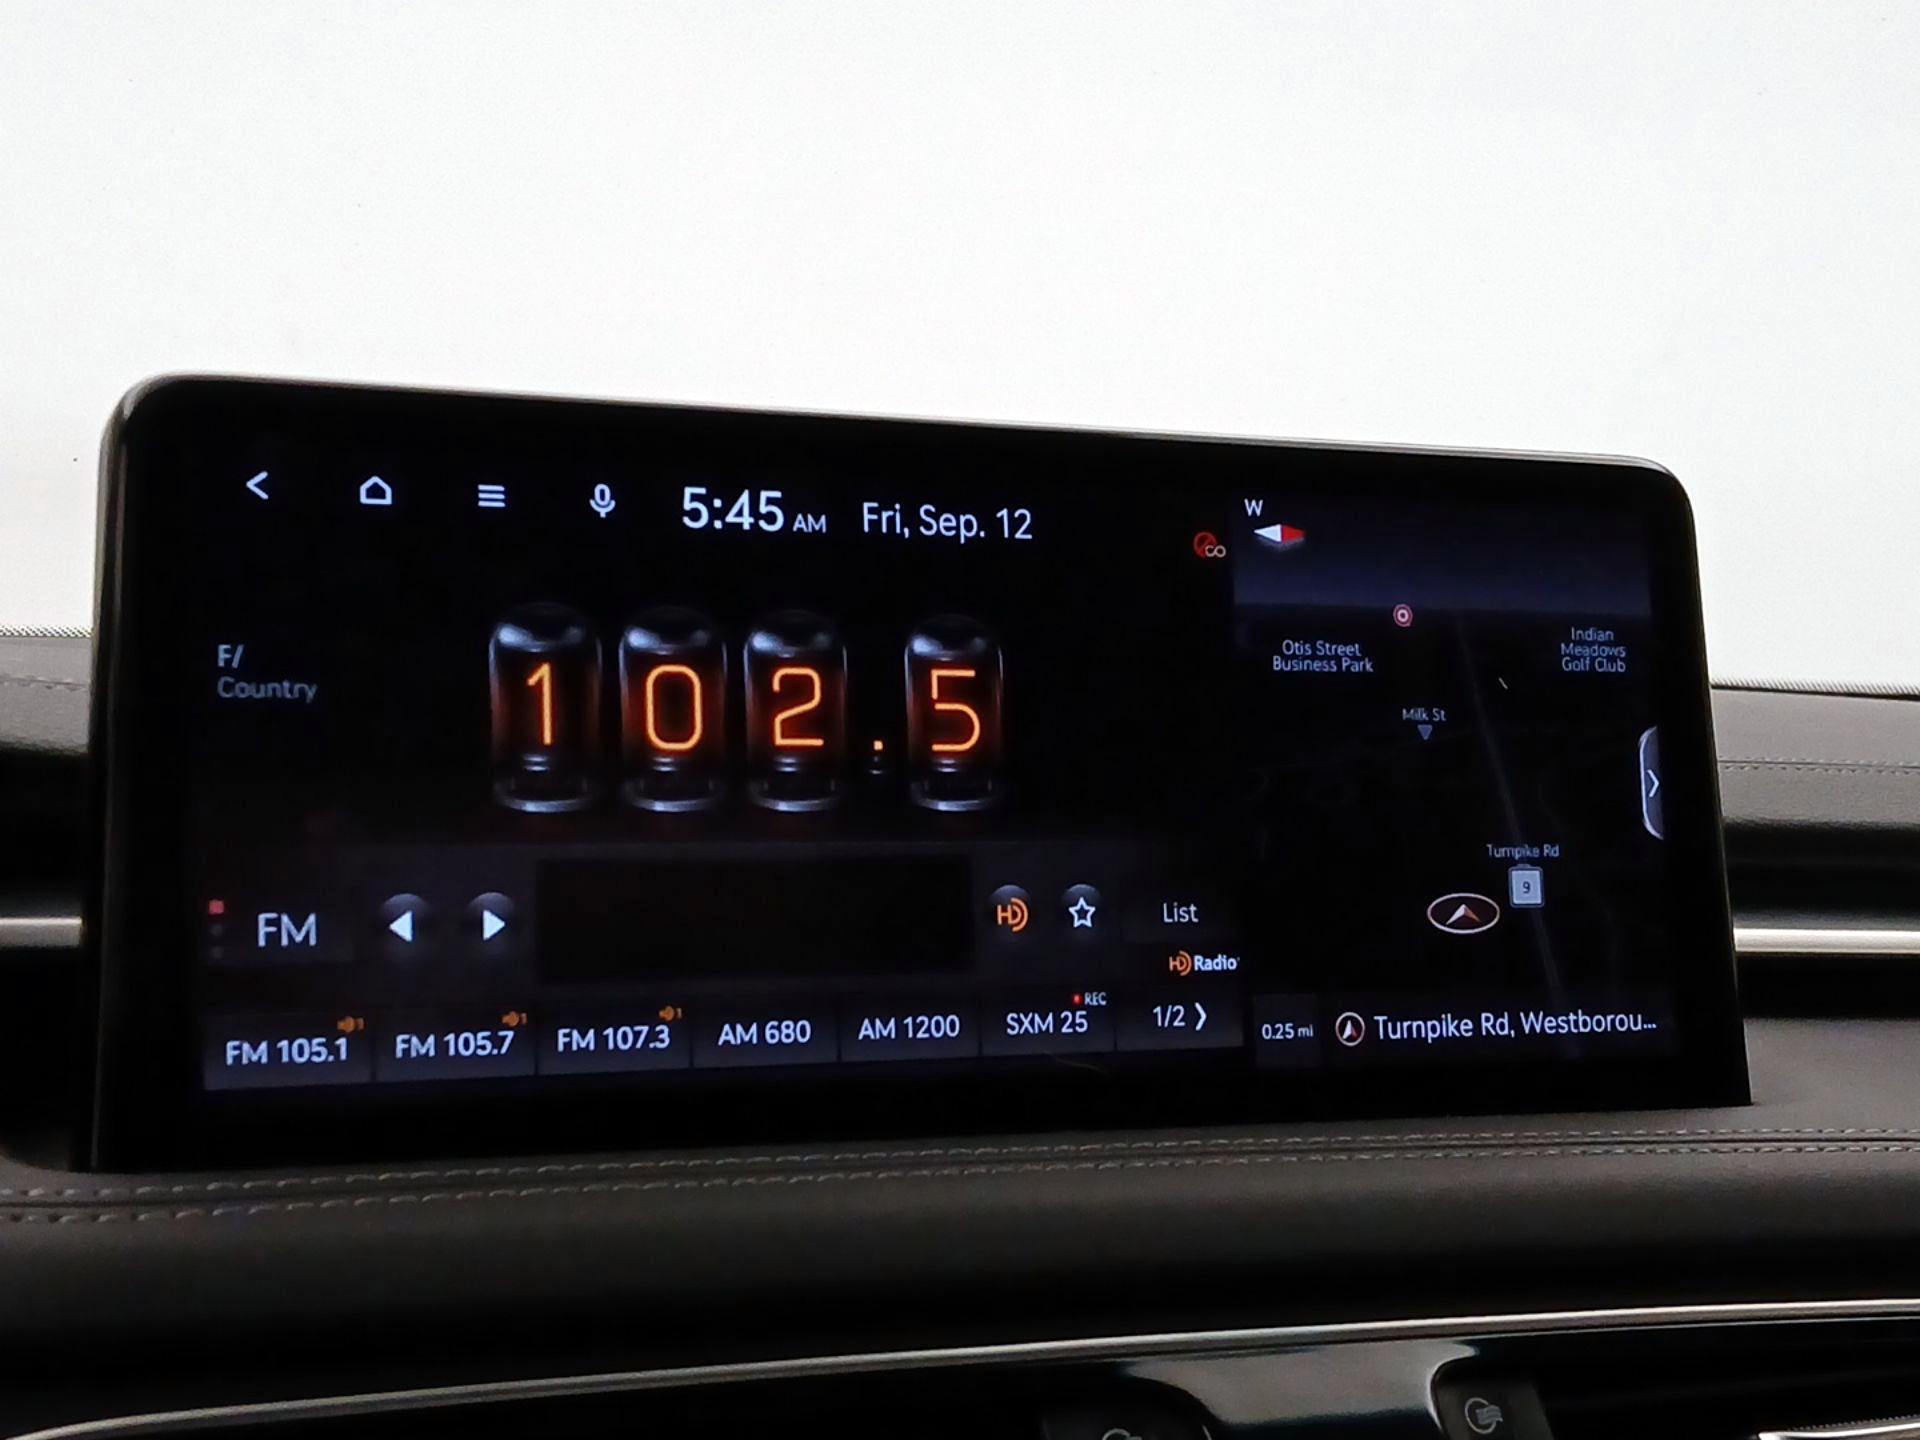 5:45 AM Fri, Sep. 12
W
F/
Country
102.5
Otis Street
Business Park
Indian
Meadows
Golf Club
Milk St
Turnpike Rd
9
FM
HD
List
HD Radio
FM 105.1
FM 105.7
FM 107.3
AM 680
AM 1200
REC
SXM 25
1/2
0.25 mi
Turnpike Rd, Westborou...